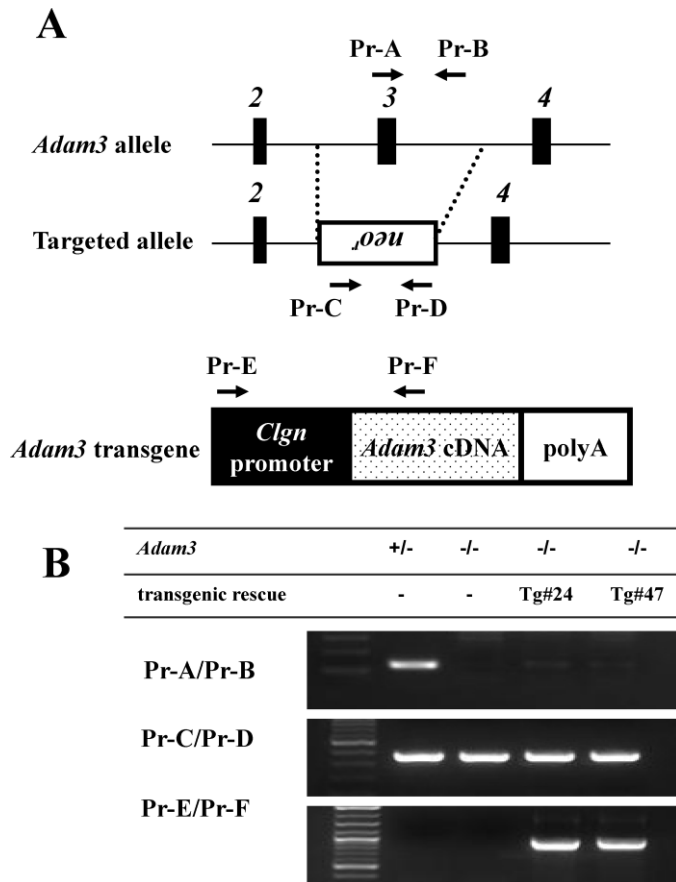 A
Pr-A Pr-B
2 3 4
Adam3 allele
2 4
Targeted allele
neoʳ
Pr-C Pr-D
Pr-E Pr-F
Adam3 transgene
Clgn promoter
Adam3 cDNA
polyA
B
Adam3 +/- -/- -/- -/-
transgenic rescue - - Tg#24 Tg#47
Pr-A/Pr-B
Pr-C/Pr-D
Pr-E/Pr-F